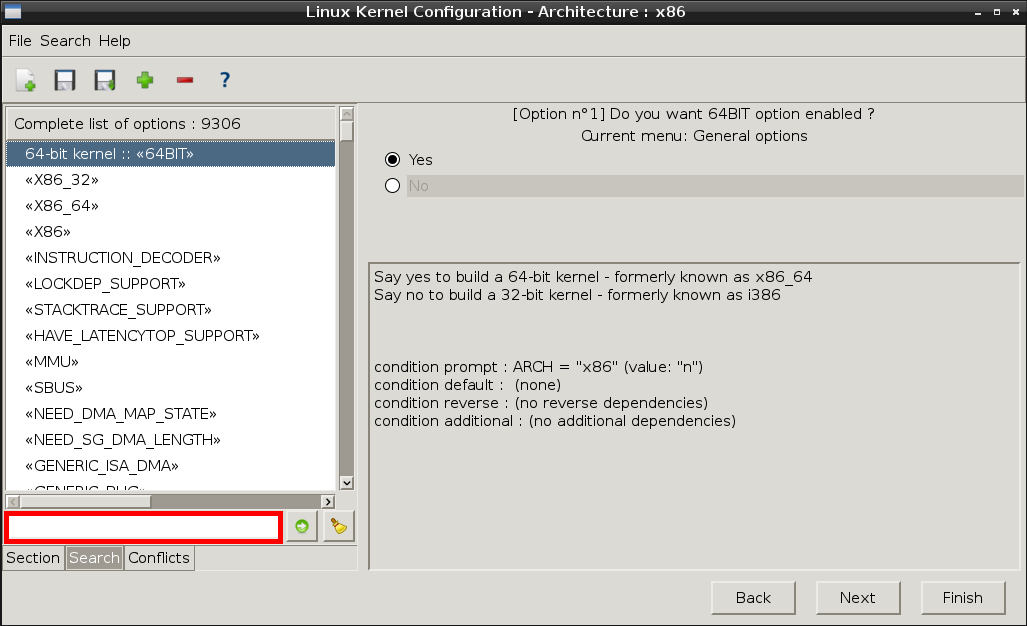 Linux Kernel Configuration - Architecture : x86
File Search Help
?
Complete list of options : 9306
64-bit kernel :: «64BIT»
«X86_32»
«X86_64»
«X86»
«INSTRUCTION_DECODER»
«LOCKDEP_SUPPORT»
«STACKTRACE_SUPPORT»
«HAVE_LATENCYTOP_SUPPORT»
«MMU»
«SBUS»
«NEED_DMA_MAP_STATE»
«NEED_SG_DMA_LENGTH»
«GENERIC_ISA_DMA»
«GENERIC_BUG»
Section Search Conflicts
[Option n°1] Do you want 64BIT option enabled ?
Current menu: General options
Yes
No
Say yes to build a 64-bit kernel - formerly known as x86_64
Say no to build a 32-bit kernel - formerly known as i386
condition prompt : ARCH = "x86" (value: "n")
condition default : (none)
condition reverse : (no reverse dependencies)
condition additional : (no additional dependencies)
Back Next Finish